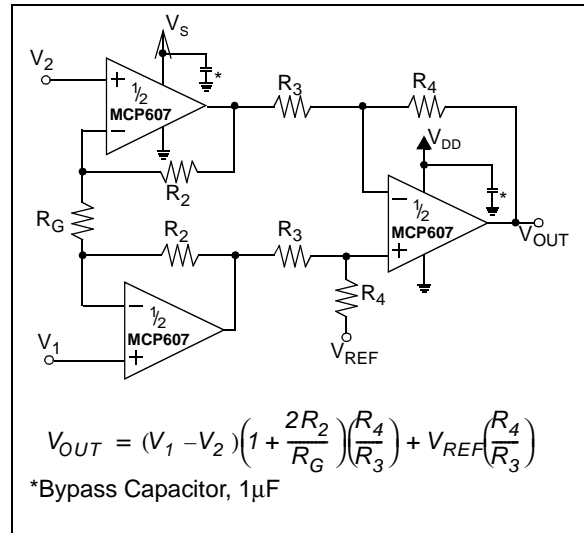 V_S
V_2
*
1/2
MCP607
+
−
R_3
R_4
V_DD
*
R_2
R_G
R_2
R_3
−
+
1/2
MCP607
V_OUT
R_4
V_REF
−
+
1/2
MCP607
V_1
V_OUT = (V_1 − V_2)(1 + 2R_2/R_G)(R_4/R_3) + V_REF(R_4/R_3)
*Bypass Capacitor, 1μF